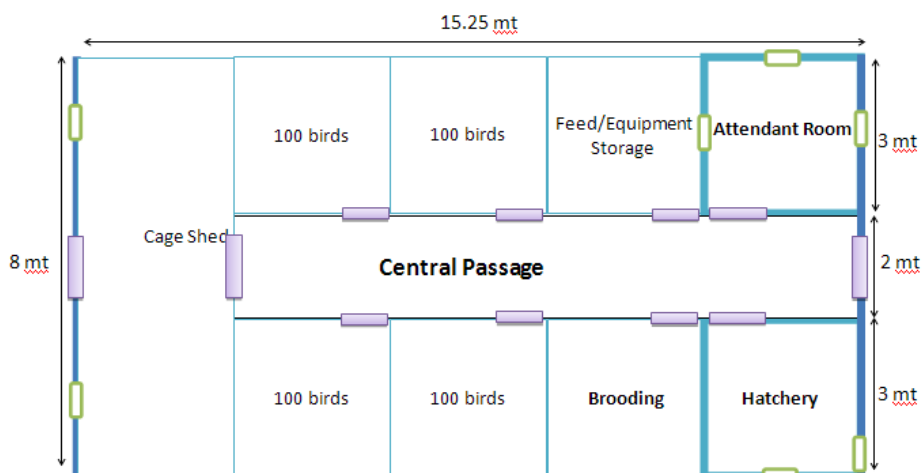 15.25 mt
100 birds
100 birds
Feed/Equipment
Storage
Attendant Room
3 mt
Cage Shed
8 mt
Central Passage
2 mt
100 birds
100 birds
Brooding
Hatchery
3 mt